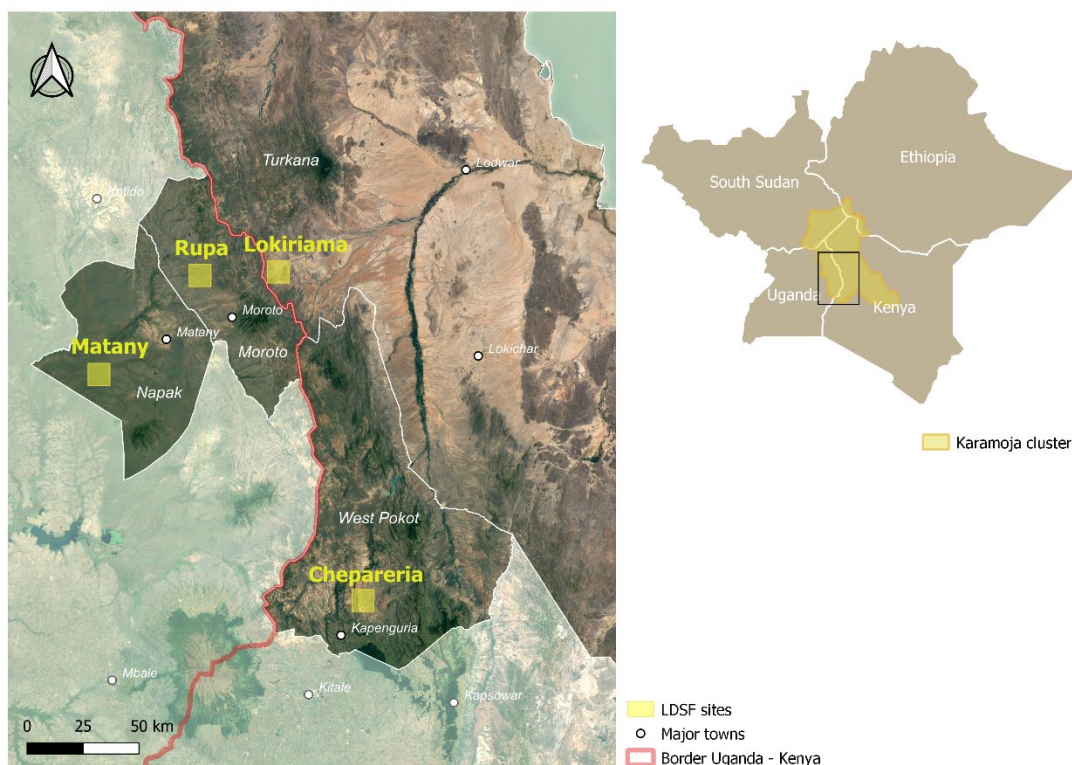 Turkana
Lodwar
Kotido
Rupa
Lokiriama
Moroto
Matany
Moroto
Lokichar
Matany
Napak
West Pokot
Chepareria
Kapenguria
Mbale
Kitale
Kapsowar
0 25 50 km
Ethiopia
South Sudan
Uganda
Kenya
Karamoja cluster
LDSF sites
Major towns
Border Uganda - Kenya